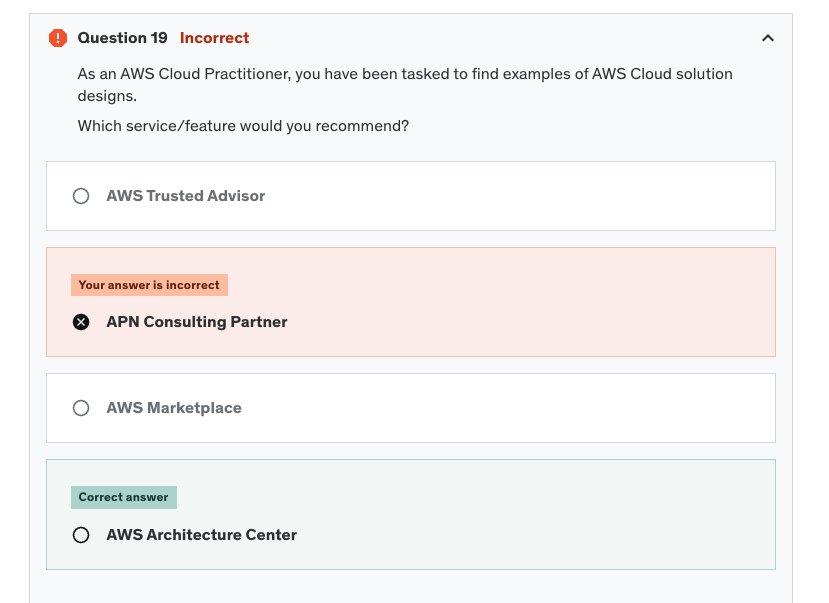 Question 19 Incorrect
As an AWS Cloud Practitioner, you have been tasked to find examples of AWS Cloud solution
designs.
Which service/feature would you recommend?
AWS Trusted Advisor
Your answer is incorrect
APN Consulting Partner
AWS Marketplace
Correct answer
AWS Architecture Center